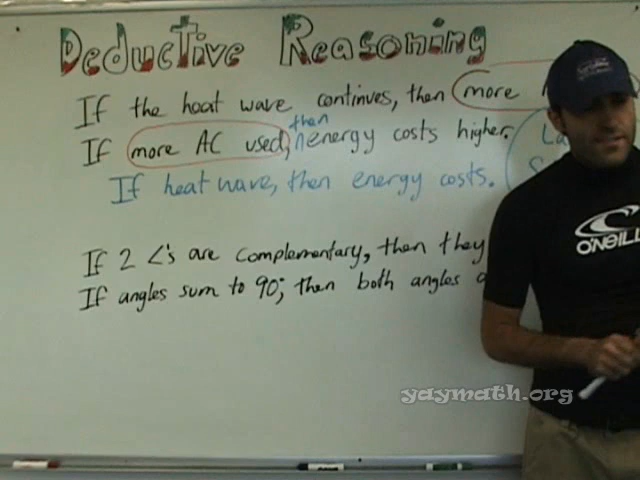 Deductive Reasoning
If the heat wave continues, then more
then
If more AC used, energy costs higher.
If heat wave, then energy costs.
If 2 ∠'s are complementary, then they
If angles sum to 90°, then both angles
O'NEILL
yaymath.org